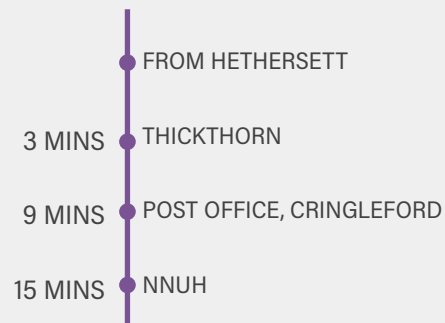 FROM HETHERSETT
3 MINS THICKTHORN
9 MINS POST OFFICE, CRINGLEFORD
15 MINS NNUH